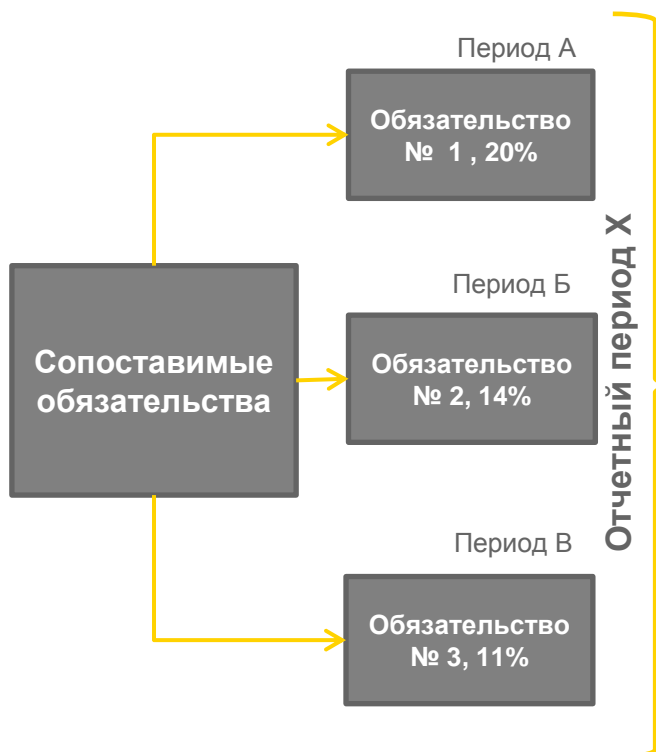 Период А
Обязательство
№ 1 , 20%
Период Б
Сопоставимые
обязательства
Обязательство
№ 2, 14%
Период В
Обязательство
№ 3, 11%
Отчетный период Х